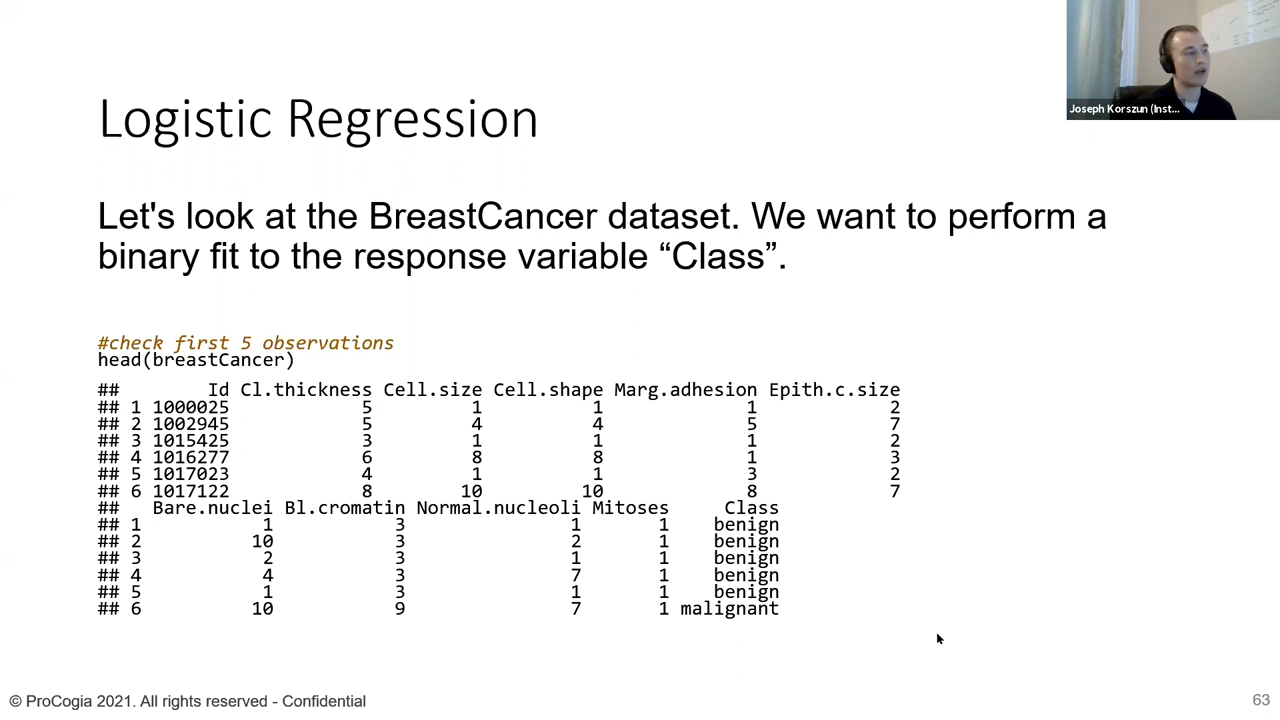 Joseph Korszun (Inst...
Logistic Regression
Let's look at the BreastCancer dataset. We want to perform a
binary fit to the response variable “Class”.
#check first 5 observations
head(breastCancer)
##        Id Cl.thickness Cell.size Cell.shape Marg.adhesion Epith.c.size
## 1 1000025            5         1          1             1            2
## 2 1002945            5         4          4             5            7
## 3 1015425            3         1          1             1            2
## 4 1016277            6         8          8             1            3
## 5 1017023            4         1          1             3            2
## 6 1017122            8        10         10             8            7
##   Bare.nuclei Bl.cromatin Normal.nucleoli Mitoses     Class
## 1           1           3               1       1    benign
## 2          10           3               2       1    benign
## 3           2           3               1       1    benign
## 4           4           3               7       1    benign
## 5           1           3               1       1    benign
## 6          10           9               7       1 malignant
© ProCogia 2021. All rights reserved - Confidential
63